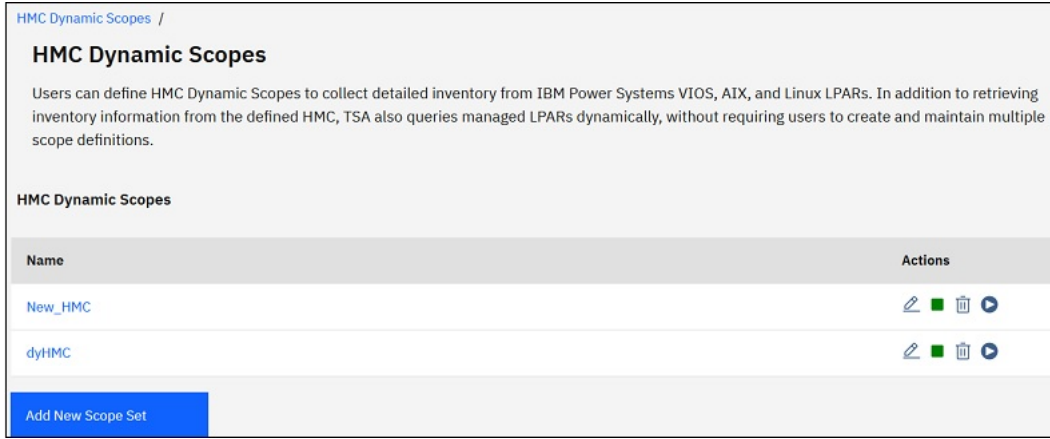 HMC Dynamic Scopes /
HMC Dynamic Scopes
Users can define HMC Dynamic Scopes to collect detailed inventory from IBM Power Systems VIOS, AIX, and Linux LPARs. In addition to retrieving
inventory information from the defined HMC, TSA also queries managed LPARs dynamically, without requiring users to create and maintain multiple
scope definitions.
HMC Dynamic Scopes
Name Actions
New_HMC
dyHMC
Add New Scope Set